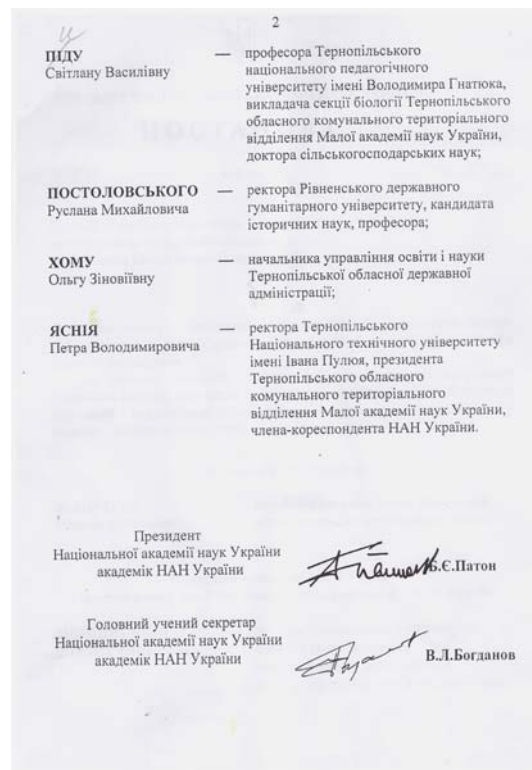 2
ПІДУ — професора Тернопільського
Світлану Василівну національного педагогічного
університету імені Володимира Гнатюка,
викладача секції біології Тернопільського
обласного комунального територіального
відділення Малої академії наук України,
доктора сільськогосподарських наук;
ПОСТОЛОВСЬКОГО — ректора Рівненського державного
Руслана Михайловича гуманітарного університету, кандидата
історичних наук, професора;
ХОМУ — начальника управління освіти і науки
Ольгу Зіновіївну Тернопільської обласної державної
адміністрації;
ЯСНІЯ — ректора Тернопільського
Петра Володимировича Національного технічного університету
імені Івана Пулюя, президента
Тернопільського обласного
комунального територіального
відділення Малої академії наук України,
члена-кореспондента НАН України.
Президент
Національної академії наук України
академік НАН України Б.Є.Патон
Головний учений секретар
Національної академії наук України
академік НАН України В.Л.Богданов